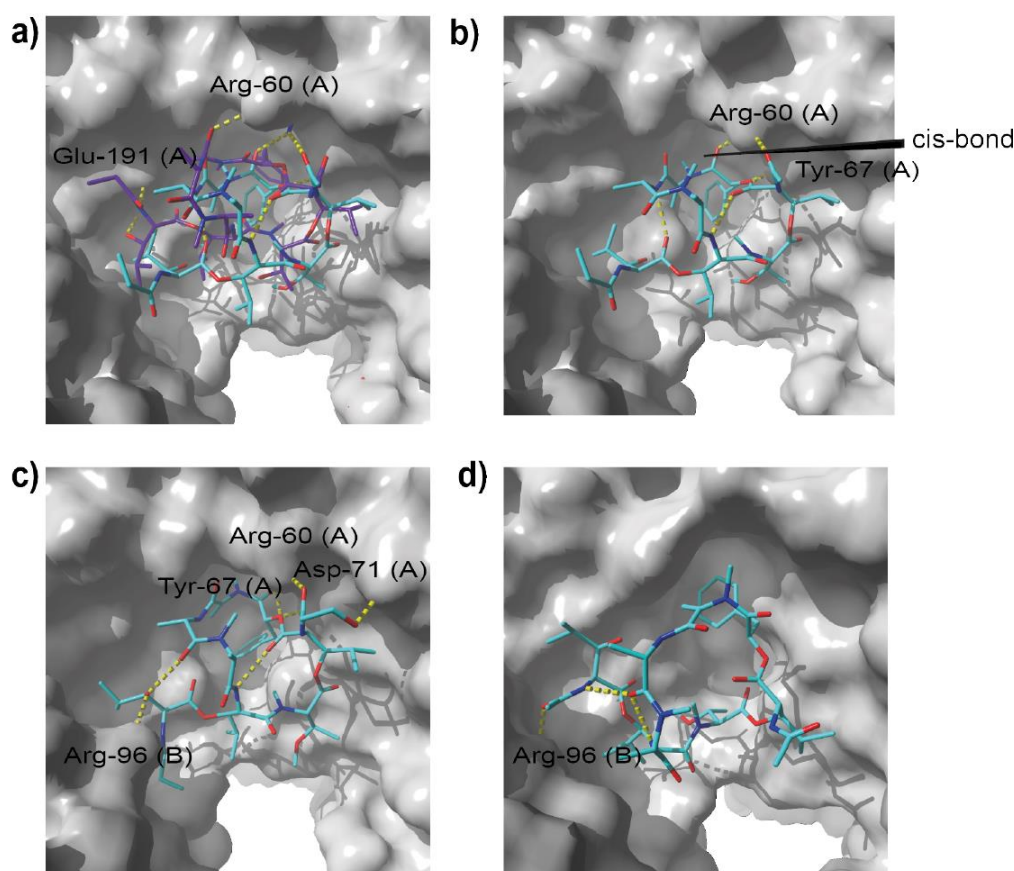 a)
Arg-60 (A)
Glu-191 (A)
b)
Arg-60 (A)
cis-bond
Tyr-67 (A)
c)
Arg-60 (A)
Tyr-67 (A)
Asp-71 (A)
Arg-96 (B)
d)
Arg-96 (B)